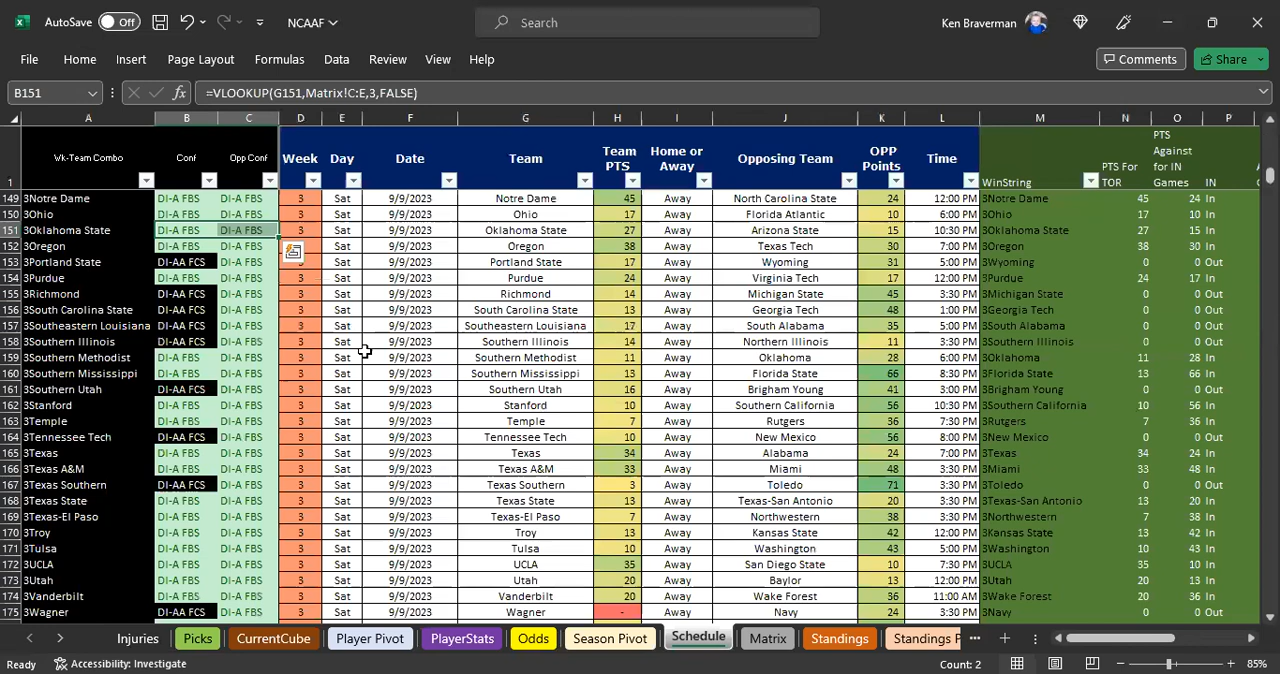 AutoSave Off NCAAF Search Ken Braverman
File Home Insert Page Layout Formulas Data Review View Help Comments Share
B151 =VLOOKUP(G151,Matrix!C:E,3,FALSE)
A B C D E F G H I J K L M N O P
1 Wk-Team Combo Conf Opp Conf Week Day Date Team Team PTS Home or Away Opposing Team OPP Points Time WinString PTS For TOR PTS Against for IN Games IN
149 3Notre Dame DI-A FBS DI-A FBS 3 Sat 9/9/2023 Notre Dame 45 Away North Carolina State 24 12:00 PM 3Notre Dame 45 24 In
150 3Ohio DI-A FBS DI-A FBS 3 Sat 9/9/2023 Ohio 17 Away Florida Atlantic 10 6:00 PM 3Ohio 17 10 In
151 3Oklahoma State DI-A FBS DI-A FBS 3 Sat 9/9/2023 Oklahoma State 27 Away Arizona State 15 10:30 PM 3Oklahoma State 27 15 In
152 3Oregon DI-A FBS DI-A FBS Sat 9/9/2023 Oregon 38 Away Texas Tech 30 7:00 PM 3Oregon 38 30 In
153 3Portland State DI-AA FCS DI-A FBS Sat 9/9/2023 Portland State 17 Away Wyoming 31 5:00 PM 3Wyoming 0 0 Out
154 3Purdue DI-A FBS DI-A FBS 3 Sat 9/9/2023 Purdue 24 Away Virginia Tech 17 12:00 PM 3Purdue 24 17 In
155 3Richmond DI-AA FCS DI-A FBS 3 Sat 9/9/2023 Richmond 14 Away Michigan State 45 3:30 PM 3Michigan State 0 0 Out
156 3South Carolina State DI-AA FCS DI-A FBS 3 Sat 9/9/2023 South Carolina State 13 Away Georgia Tech 48 1:00 PM 3Georgia Tech 0 0 Out
157 3Southeastern Louisiana DI-AA FCS DI-A FBS 3 Sat 9/9/2023 Southeastern Louisiana 17 Away South Alabama 35 5:00 PM 3South Alabama 0 0 Out
158 3Southern Illinois DI-AA FCS DI-A FBS 3 Sat 9/9/2023 Southern Illinois 14 Away Northern Illinois 11 3:30 PM 3Southern Illinois 0 0 Out
159 3Southern Methodist DI-A FBS DI-A FBS 3 Sat 9/9/2023 Southern Methodist 11 Away Oklahoma 28 6:00 PM 3Oklahoma 11 28 In
160 3Southern Mississippi DI-A FBS DI-A FBS 3 Sat 9/9/2023 Southern Mississippi 13 Away Florida State 66 8:30 PM 3Florida State 13 66 In
161 3Southern Utah DI-AA FCS DI-A FBS 3 Sat 9/9/2023 Southern Utah 16 Away Brigham Young 41 3:00 PM 3Brigham Young 0 0 Out
162 3Stanford DI-A FBS DI-A FBS 3 Sat 9/9/2023 Stanford 10 Away Southern California 56 10:30 PM 3Southern California 10 56 In
163 3Temple DI-A FBS DI-A FBS 3 Sat 9/9/2023 Temple 7 Away Rutgers 36 7:30 PM 3Rutgers 7 36 In
164 3Tennessee Tech DI-AA FCS DI-A FBS 3 Sat 9/9/2023 Tennessee Tech 10 Away New Mexico 56 8:00 PM 3New Mexico 0 0 Out
165 3Texas DI-A FBS DI-A FBS 3 Sat 9/9/2023 Texas 34 Away Alabama 24 7:00 PM 3Texas 34 24 In
166 3Texas A&M DI-A FBS DI-A FBS 3 Sat 9/9/2023 Texas A&M 33 Away Miami 48 3:30 PM 3Miami 33 48 In
167 3Texas Southern DI-AA FCS DI-A FBS 3 Sat 9/9/2023 Texas Southern 3 Away Toledo 71 3:30 PM 3Toledo 0 0 Out
168 3Texas State DI-A FBS DI-A FBS 3 Sat 9/9/2023 Texas State 13 Away Texas-San Antonio 20 3:30 PM 3Texas-San Antonio 13 20 In
169 3Texas-El Paso DI-A FBS DI-A FBS 3 Sat 9/9/2023 Texas-El Paso 7 Away Northwestern 38 3:30 PM 3Northwestern 7 38 In
170 3Troy DI-A FBS DI-A FBS 3 Sat 9/9/2023 Troy 13 Away Kansas State 42 12:00 PM 3Kansas State 13 42 In
171 3Tulsa DI-A FBS DI-A FBS 3 Sat 9/9/2023 Tulsa 10 Away Washington 43 5:00 PM 3Washington 10 43 In
172 3UCLA DI-A FBS DI-A FBS 3 Sat 9/9/2023 UCLA 35 Away San Diego State 10 7:30 PM 3UCLA 35 10 In
173 3Utah DI-A FBS DI-A FBS 3 Sat 9/9/2023 Utah 20 Away Baylor 13 12:00 PM 3Utah 20 13 In
174 3Vanderbilt DI-A FBS DI-A FBS 3 Sat 9/9/2023 Vanderbilt 20 Away Wake Forest 36 11:00 AM 3Wake Forest 20 36 In
175 3Wagner DI-AA FCS DI-A FBS 3 Sat 9/9/2023 Wagner - Away Navy 24 3:30 PM 3Navy 0 0 Out
Injuries Picks CurrentCube Player Pivot PlayerStats Odds Season Pivot Schedule Matrix Standings Standings P
Ready Accessibility: Investigate Count: 2 85%